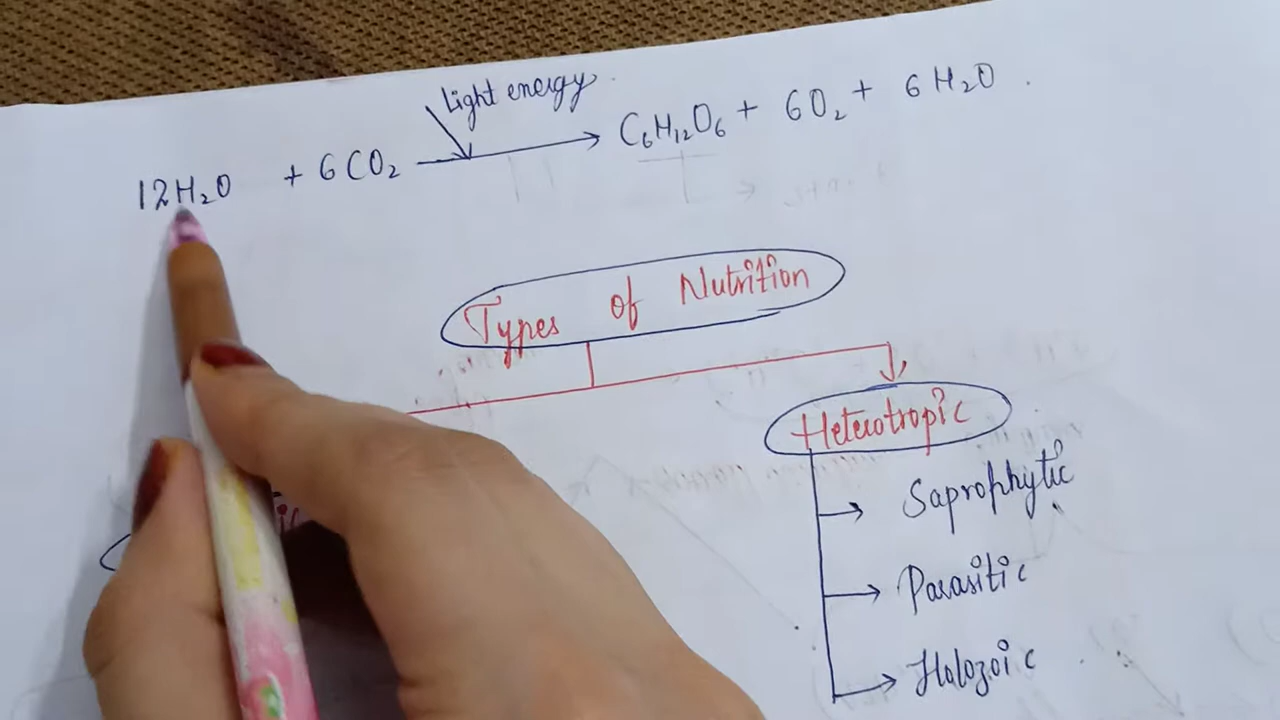 Light energy
12H₂O + 6CO₂ → C₆H₁₂O₆ + 6O₂ + 6H₂O.
Types of Nutrition
Heterotropic
Saprophytic
Parasitic
Holozoic